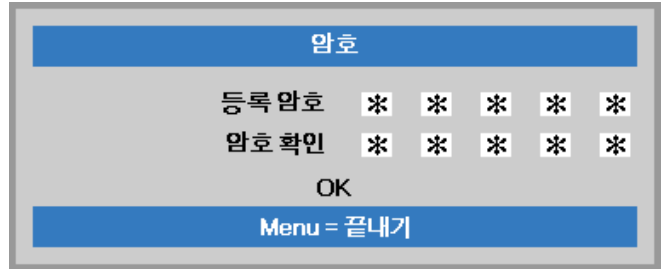 암호
등록 암호 * * * * *
암호 확인 * * * * *
OK
Menu = 끝내기